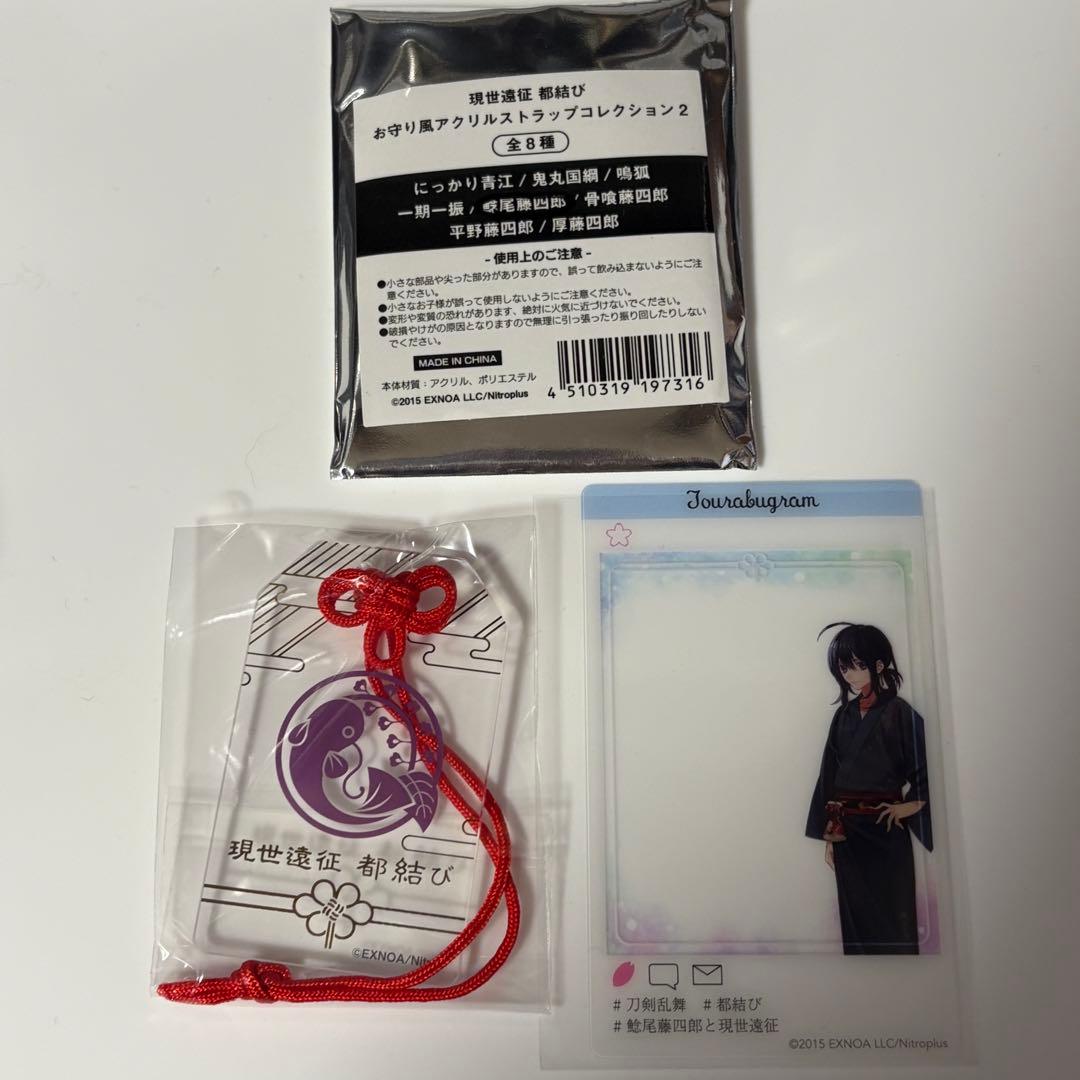 現世遠征 都結び
お守り風アクリルストラップコレクション2
全8種
にっかり青江 / 鬼丸国綱 / 鳴狐
一期一振 / 鯰尾藤四郎 / 骨喰藤四郎
平野藤四郎 / 厚藤四郎
- 使用上のご注意 -
●小さな部品や尖った部分がありますので、誤って飲み込まないようにご注
意ください。
●小さなお子様が誤って使用しないようにご注意ください。
●変形や変質の恐れがあります、絶対に火気に近づけないでください。
●破損やけがの原因となりますので無理に引っ張ったり振り回したりしない
でください。
MADE IN CHINA
本体材質：アクリル、ポリエステル
©2015 EXNOA LLC/Nitroplus
4 510319 197316
現世遠征 都結び
©EXNOA/Nit
Tourabugram
# 刀剣乱舞 # 都結び
# 鯰尾藤四郎と現世遠征
©2015 EXNOA LLC/Nitroplus